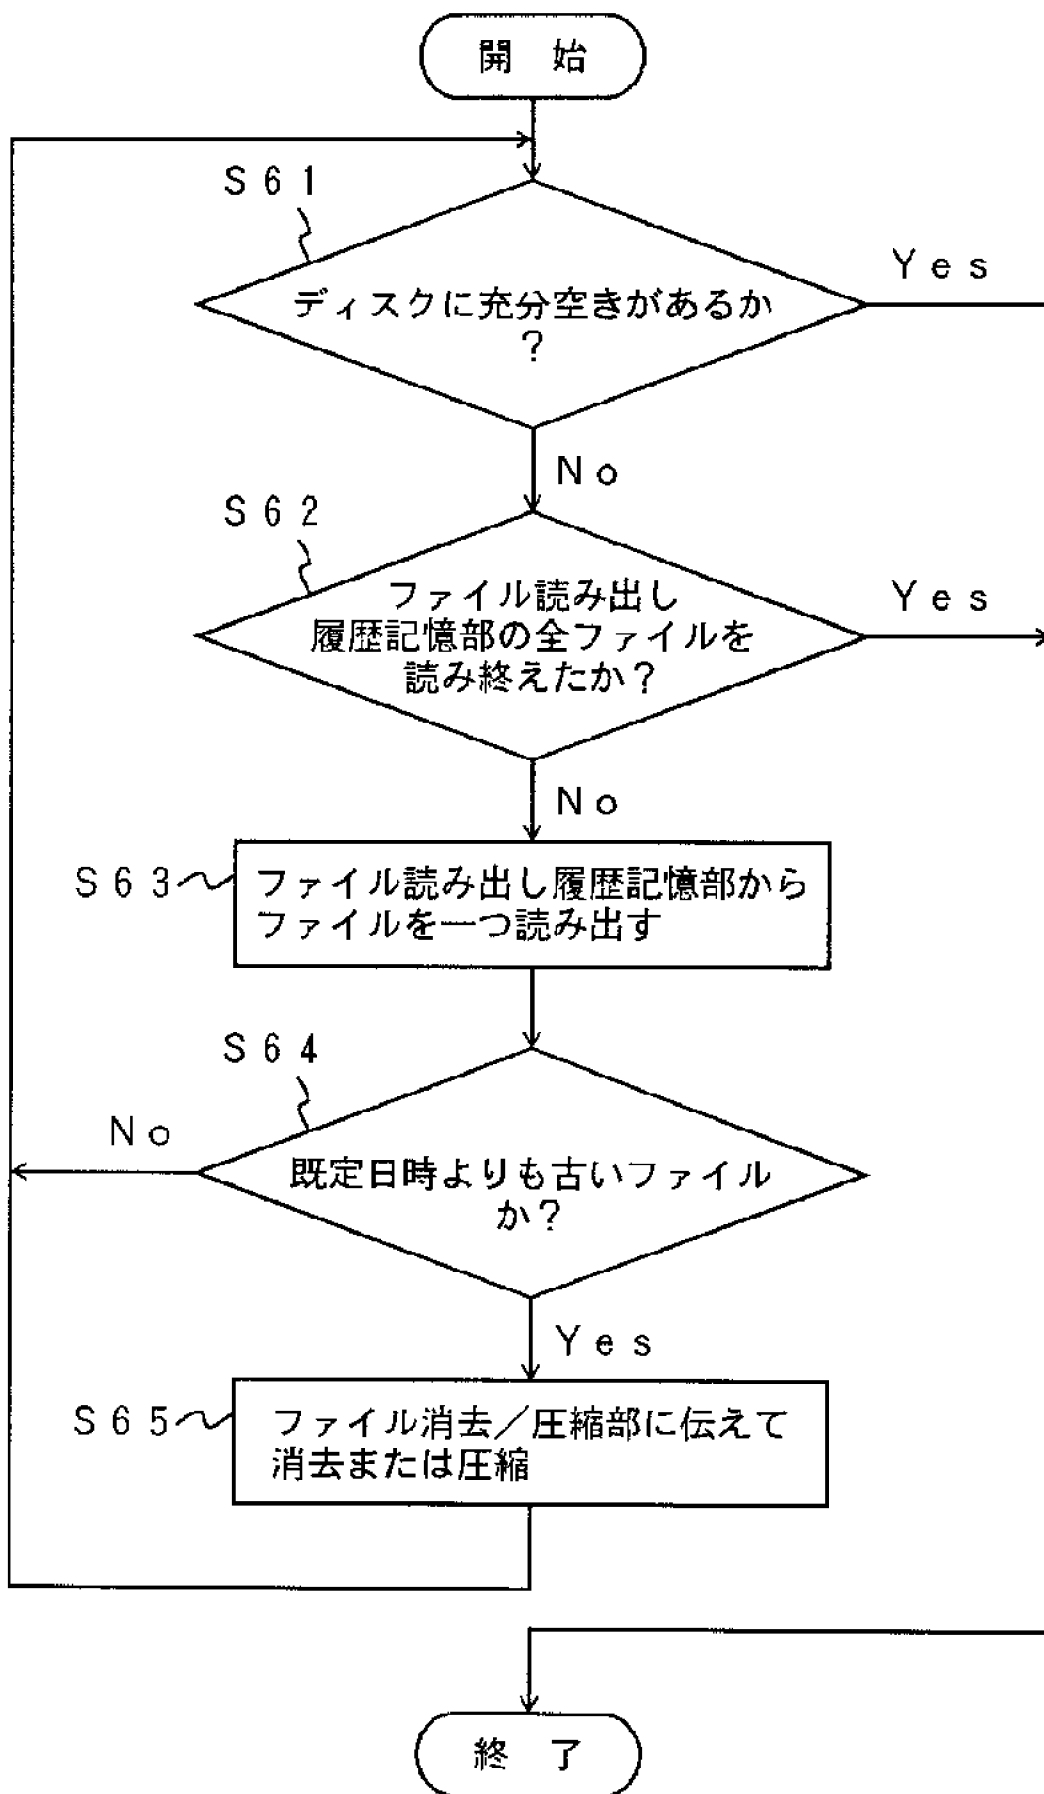 開 始
S61
ディスクに充分空きがあるか
?
Yes
No
S62
ファイル読み出し
履歴記憶部の全ファイルを
読み終えたか?
Yes
No
S63
ファイル読み出し履歴記憶部から
ファイルを一つ読み出す
S64
No
既定日時よりも古いファイル
か?
Yes
S65
ファイル消去/圧縮部に伝えて
消去または圧縮
終 了